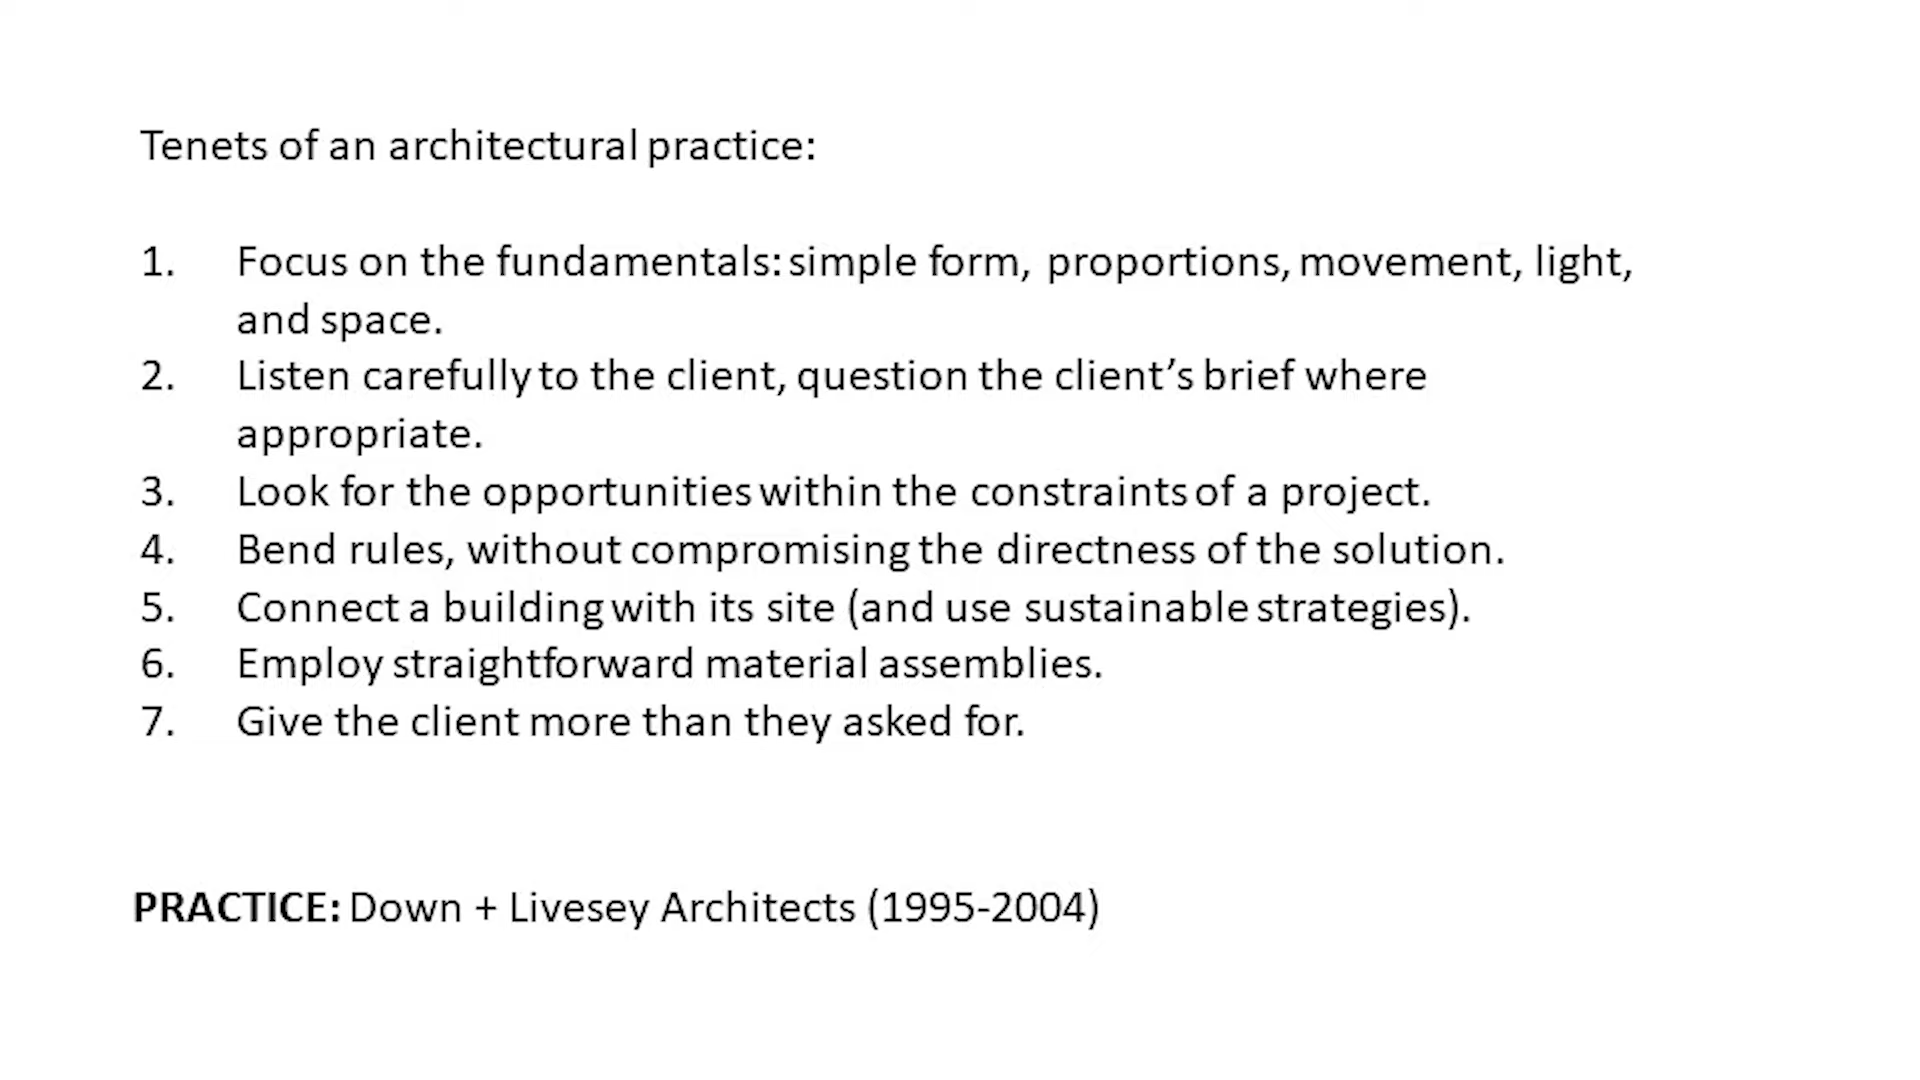 Tenets of an architectural practice:
1. Focus on the fundamentals: simple form, proportions, movement, light,
and space.
2. Listen carefully to the client, question the client’s brief where
appropriate.
3. Look for the opportunities within the constraints of a project.
4. Bend rules, without compromising the directness of the solution.
5. Connect a building with its site (and use sustainable strategies).
6. Employ straightforward material assemblies.
7. Give the client more than they asked for.
PRACTICE: Down + Livesey Architects (1995-2004)